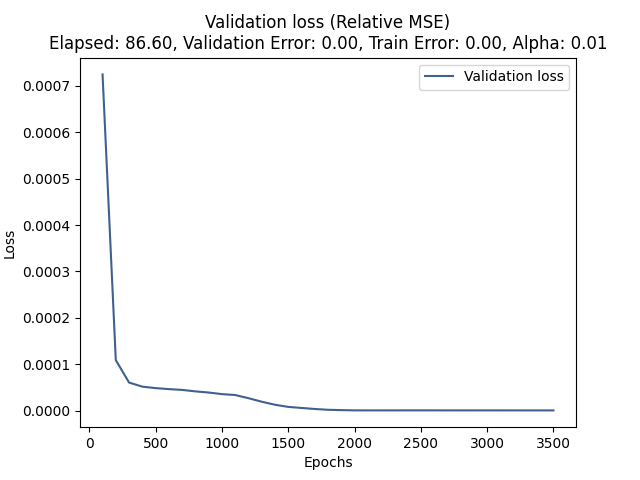 Validation loss (Relative MSE)
Elapsed: 86.60, Validation Error: 0.00, Train Error: 0.00, Alpha: 0.01
Validation loss
0.0007
0.0006
0.0005
0.0004
0.0003
0.0002
0.0001
0.0000
Loss
0 500 1000 1500 2000 2500 3000 3500
Epochs